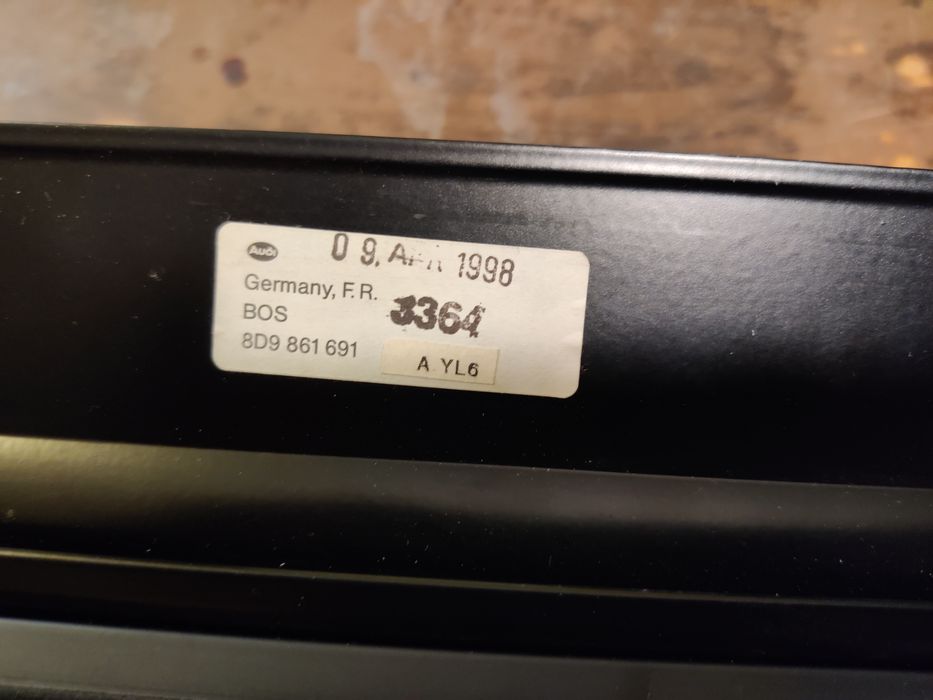 Audi
0 9. APR 1998
Germany, F.R.
3364
BOS
8D9 861 691
A YL6